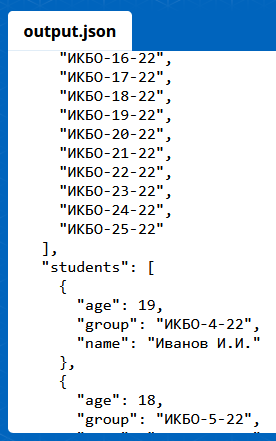 output.json
"ИКБО-16-22",
"ИКБО-17-22",
"ИКБО-18-22",
"ИКБО-19-22",
"ИКБО-20-22",
"ИКБО-21-22",
"ИКБО-22-22",
"ИКБО-23-22",
"ИКБО-24-22",
"ИКБО-25-22"
],
"students": [
{
"age": 19,
"group": "ИКБО-4-22",
"name": "Иванов И.И."
},
{
"age": 18,
"group": "ИКБО-5-22",